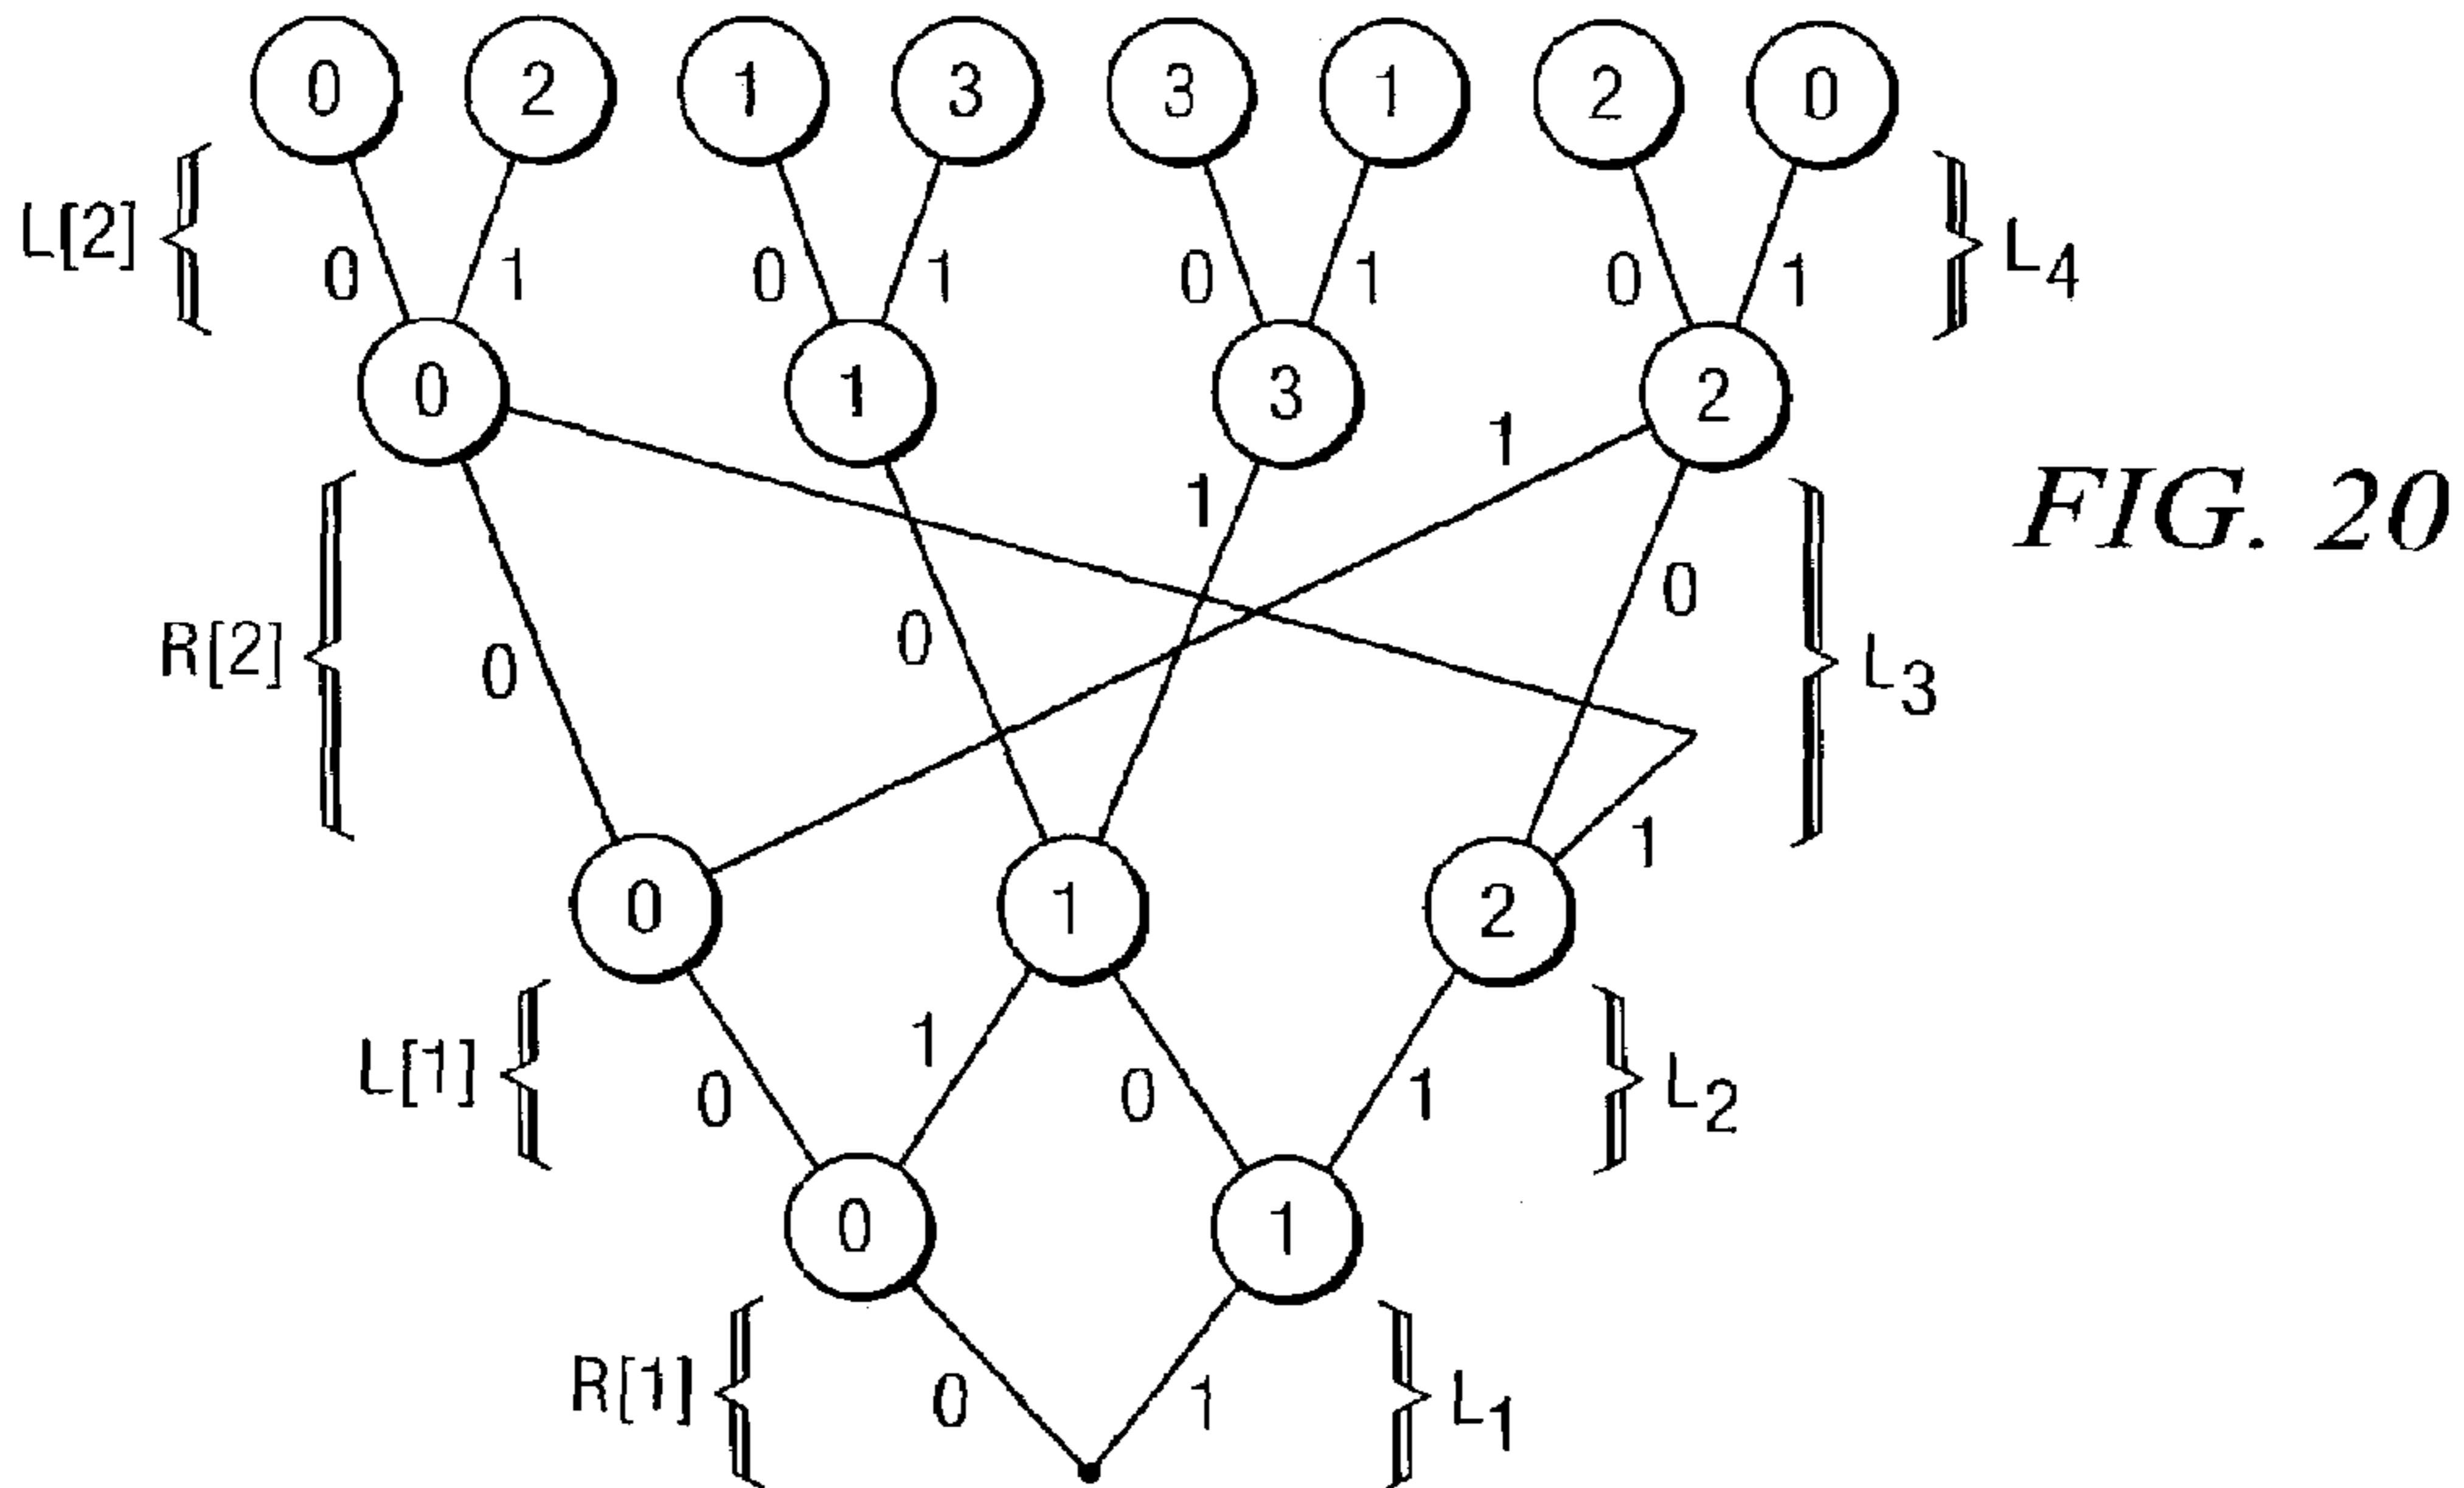 0 2 1 3 3 1 2 0
L[2] 0 1 0 1 0 1 0 1 L4
0 1 3 2
1 1
FIG. 20
R[2] 0 0 0 L3
1
0 1 2
L[1] 0 1 0 1 L2
0 1
R[1] 0 1 L1